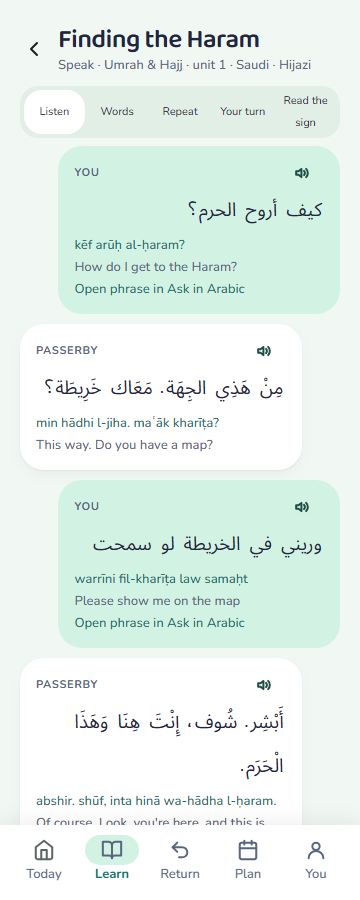 Finding the Haram
Speak · Umrah & Hajj · unit 1 · Saudi · Hijazi
Listen
Words
Repeat
Your turn
Read the
sign
YOU
كيف أروح الحرم؟
kēf arūḥ al-ḥaram?
How do I get to the Haram?
Open phrase in Ask in Arabic
PASSERBY
مِنْ هَذِي الجِهَة. مَعَاك خَرِيطَة؟
min hādhi l-jiha. maʿāk kharīṭa?
This way. Do you have a map?
YOU
وريني في الخريطة لو سمحت
warrīni fil-kharīṭa law samaḥt
Please show me on the map
Open phrase in Ask in Arabic
PASSERBY
أَبْشِر. شُوف، إِنْتَ هِنَا وَهَذَا
الْحَرَم.
abshir. shūf, inta hinā wa-hādha l-ḥaram.
Of course. Look, you're here, and this is
Today
Learn
Return
Plan
You